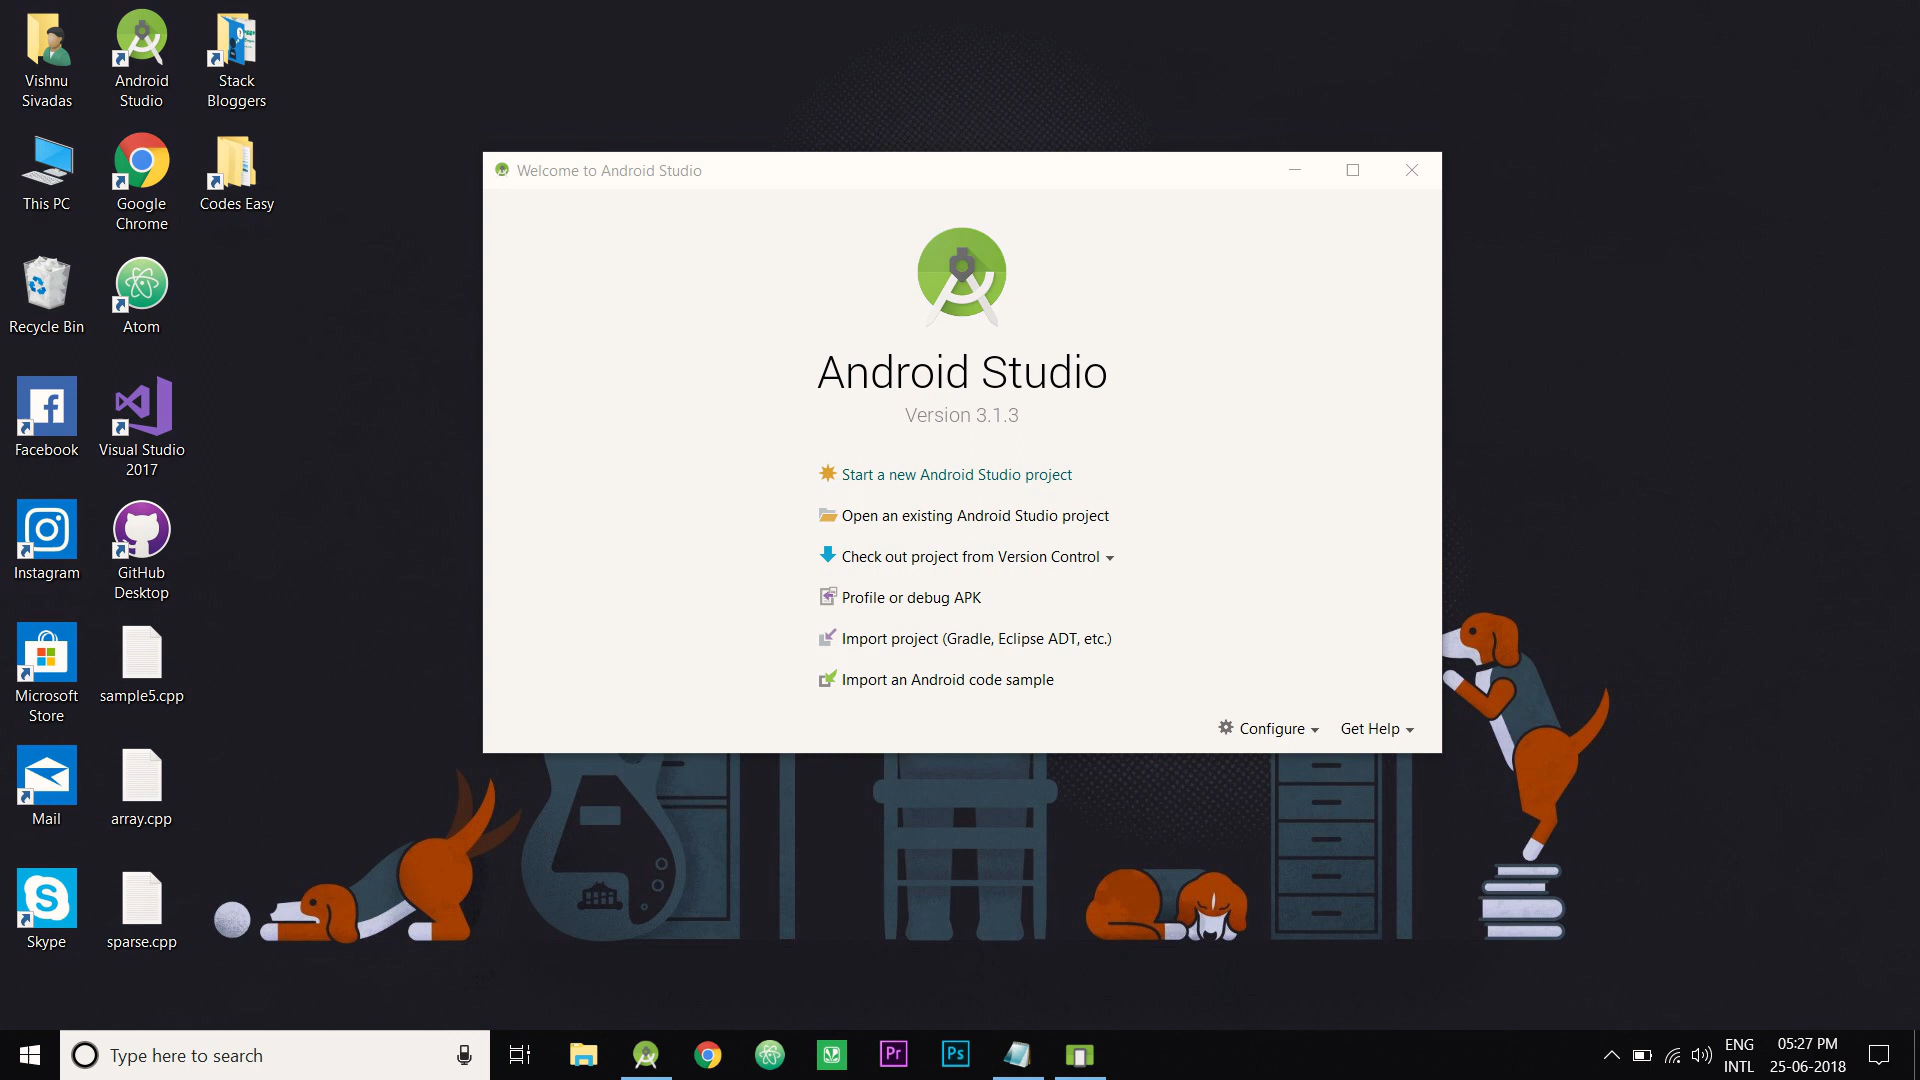 Vishnu
Sivadas
Android
Studio
Stack
Bloggers
This PC
Google
Chrome
Codes Easy
Recycle Bin
Atom
Facebook
Visual Studio
2017
Instagram
GitHub
Desktop
Microsoft
Store
sample5.cpp
Mail
array.cpp
Skype
sparse.cpp
Welcome to Android Studio
Android Studio
Version 3.1.3
Start a new Android Studio project
Open an existing Android Studio project
Check out project from Version Control
Profile or debug APK
Import project (Gradle, Eclipse ADT, etc.)
Import an Android code sample
Configure
Get Help
Type here to search
Pr
Ps
ENG
INTL
05:27 PM
25-06-2018